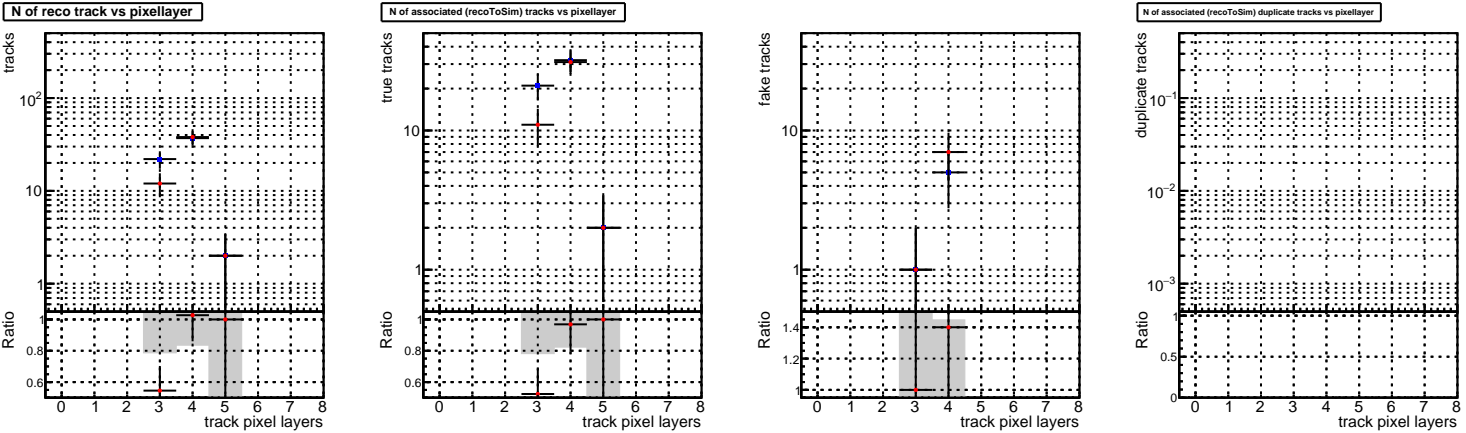 N of reco track vs pixellayer
tracks
10²
10
1
Ratio
1
0.8
0.6
0 1 2 3 4 5 6 7 8
track pixel layers
N of associated (recoToSim) tracks vs pixellayer
true tracks
10
1
Ratio
1
0.8
0.6
0 1 2 3 4 5 6 7 8
track pixel layers
fake tracks
10
1
Ratio
1.4
1.2
1
0 1 2 3 4 5 6 7 8
track pixel layers
N of associated (recoToSim) duplicate tracks vs pixellayer
duplicate tracks
10⁻¹
10⁻²
10⁻³
Ratio
1
0.5
0
0 1 2 3 4 5 6 7 8
track pixel layers